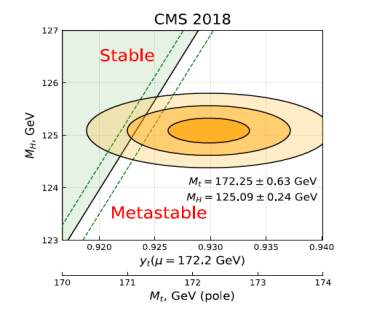 CMS 2018
127
126
125
124
123
M_H, GeV
Stable
Metastable
M_t = 172.25 ± 0.63 GeV
M_H = 125.09 ± 0.24 GeV
0.920 0.925 0.930 0.935 0.940
y_t(μ = 172.2 GeV)
170 171 172 173 174
M_t, GeV (pole)